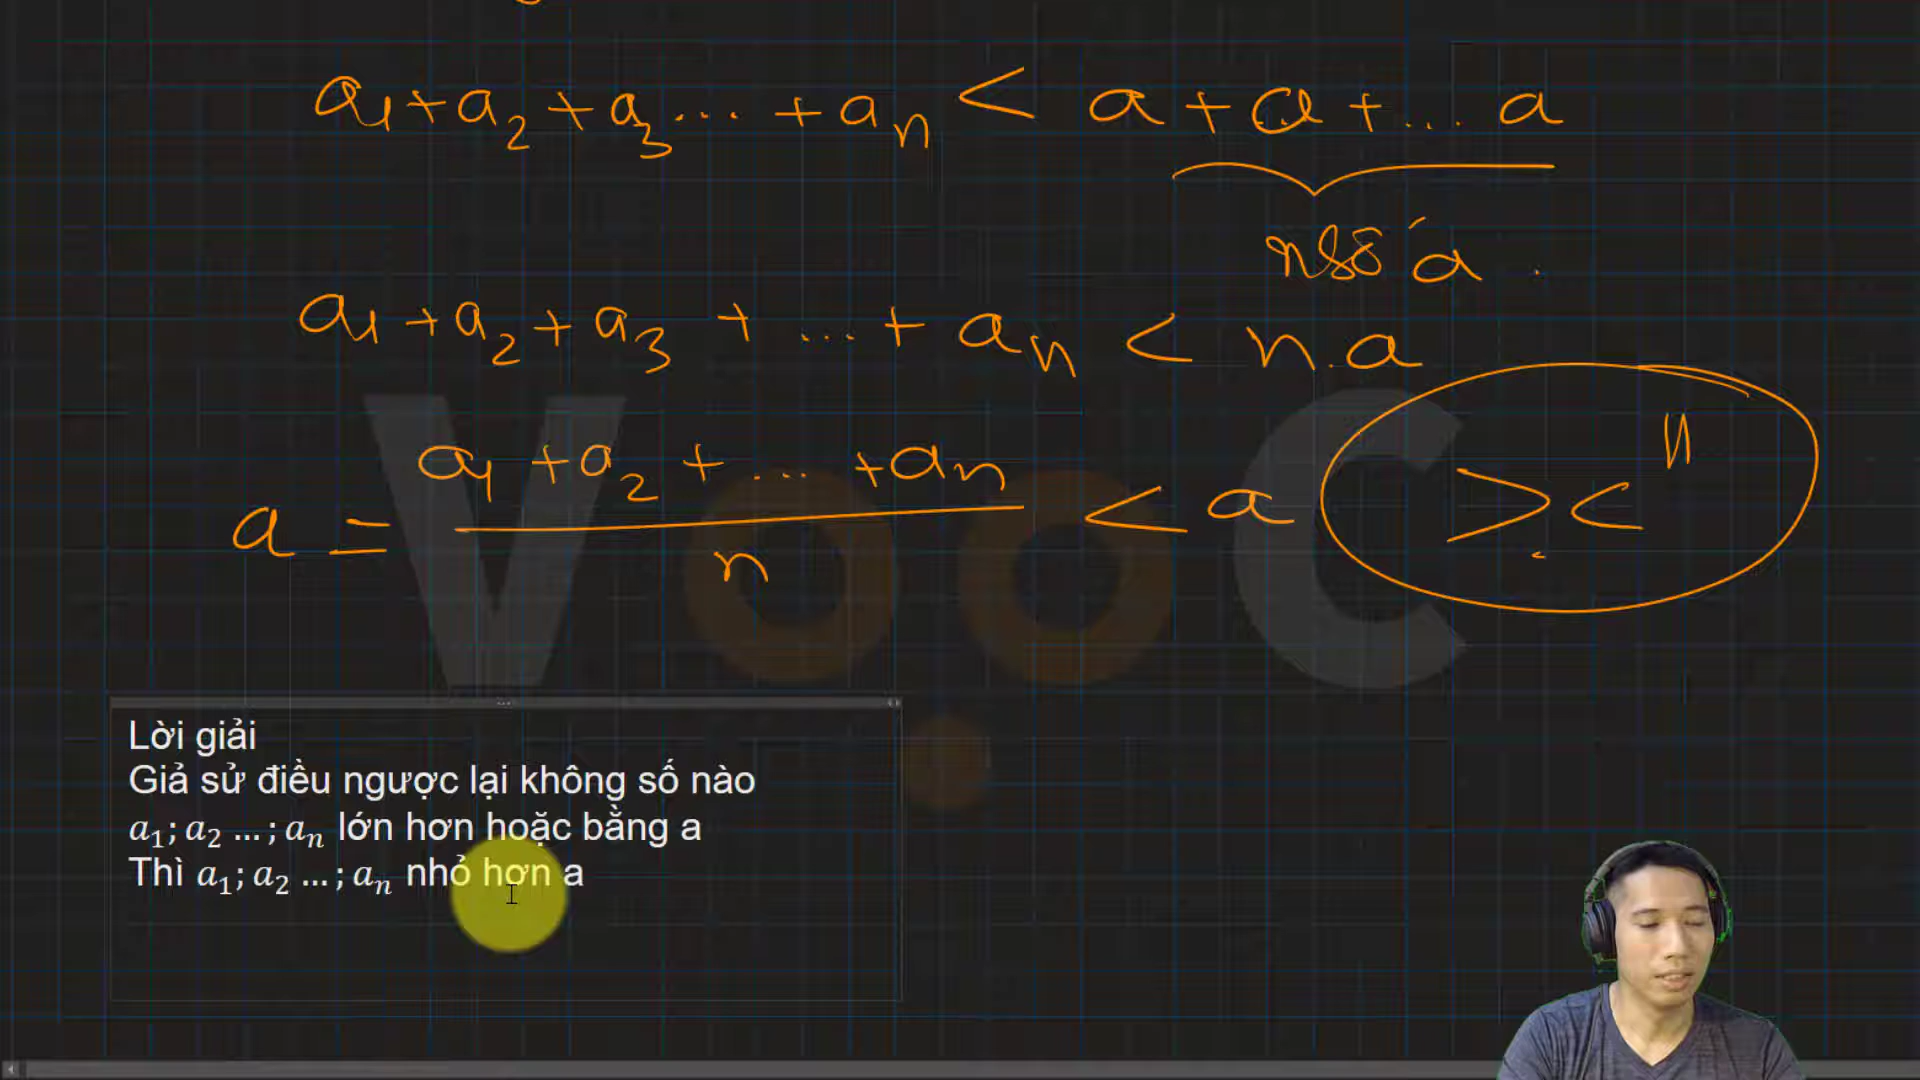 a₁ + a₂ + a₃ ... + aₙ < a + a + ... a
n số a
a₁ + a₂ + a₃ + ... + aₙ < n.a
a = (a₁ + a₂ + ... + aₙ) / n < a
> < "
VOOC
Lời giải
Giả sử điều ngược lại không số nào
a₁; a₂ ...; aₙ lớn hơn hoặc bằng a
Thì a₁; a₂ ...; aₙ nhỏ hơn a